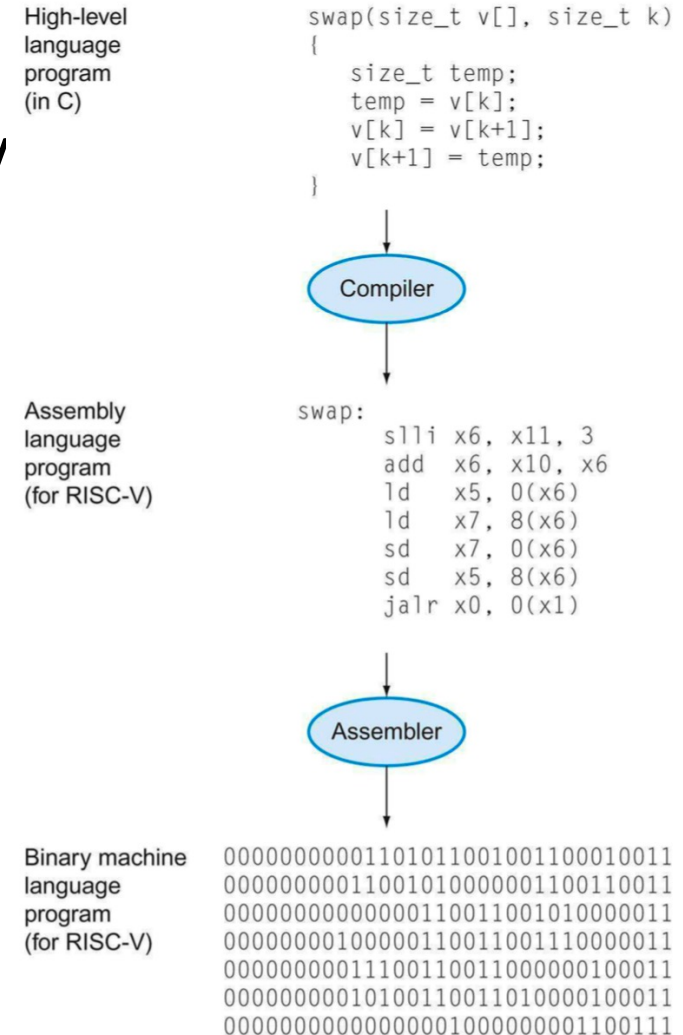 High-level
language
program
(in C)
swap(size_t v[], size_t k)
{
size_t temp;
temp = v[k];
v[k] = v[k+1];
v[k+1] = temp;
}
Compiler
Assembly
language
program
(for RISC-V)
swap:
slli x6, x11, 3
add x6, x10, x6
ld x5, 0(x6)
ld x7, 8(x6)
sd x7, 0(x6)
sd x5, 8(x6)
jalr x0, 0(x1)
Assembler
Binary machine
language
program
(for RISC-V)
00000000001101011001001100010011
00000000011001010000001100110011
00000000000000110011001010000011
00000000100000110011001110000011
00000000011100110011000000100011
00000000010100110011010000100011
00000000000000001000000001100111